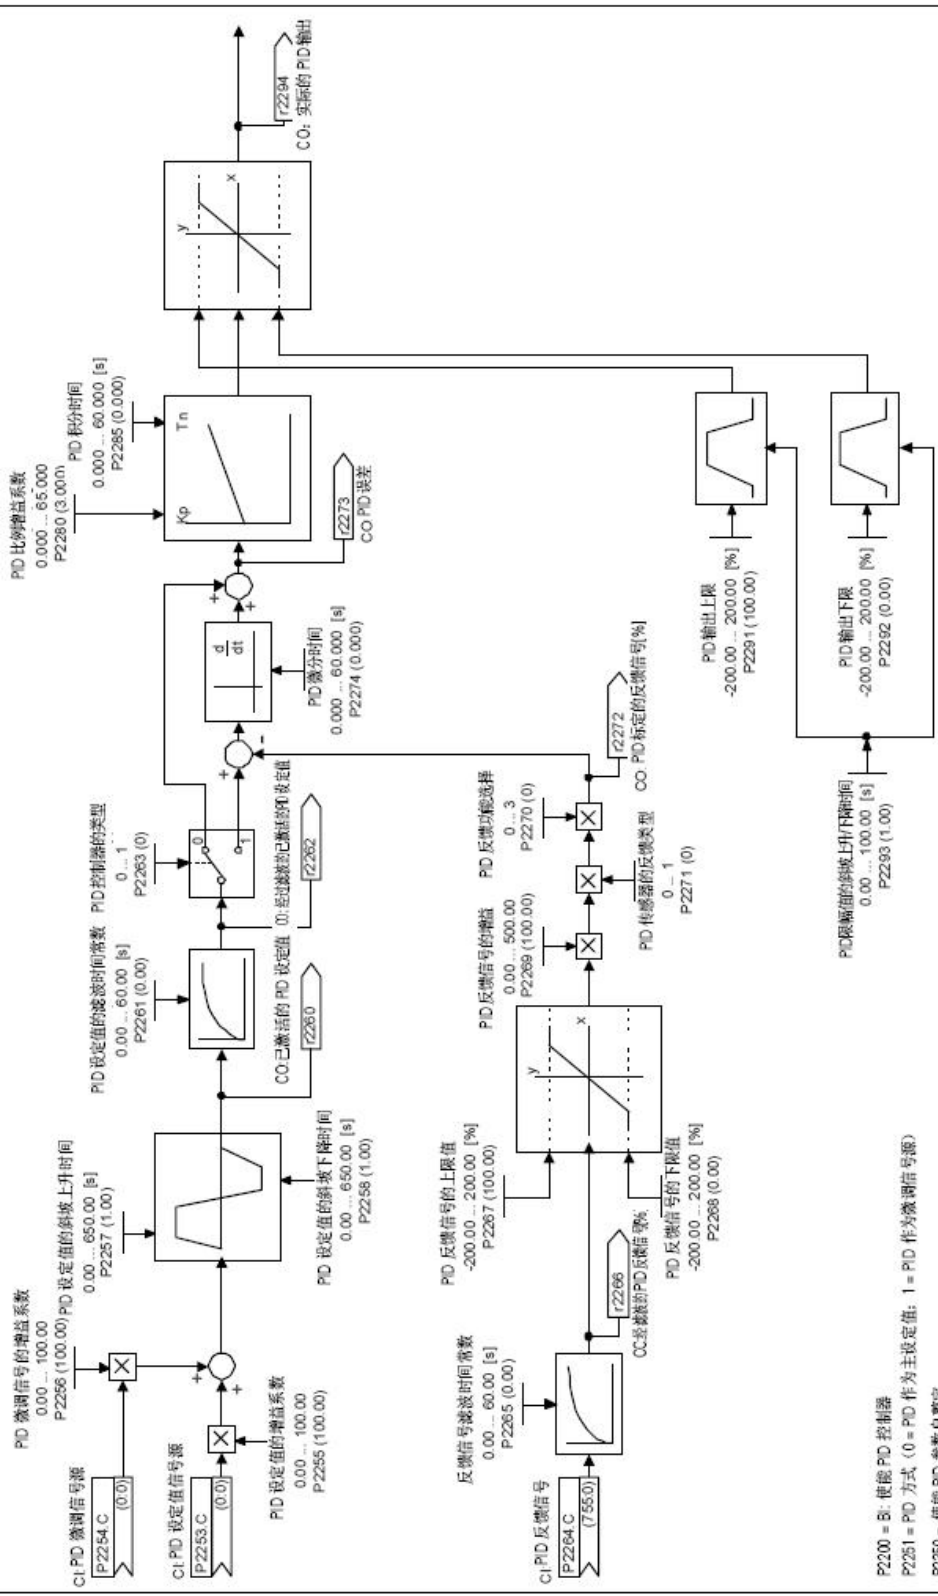 PID 微调信号的增益系数
0.00 ... 100.00
P2256 (100.00)
PID 设定值的斜坡上升时间
0.00 ... 650.00 [s]
P2257 (1.00)
PID 设定值的滤波时间常数
0.00 ... 60.00 [s]
P2261 (0.00)
PID 控制器的类型
0 ... 1
P2263 (0)
PID 比例增益系数
0.000 ... 65.000
P2280 (3.000)
PID 积分时间
0.000 ... 60.000 [s]
P2285 (0.000)
CI: PID 微调信号源
P2254.C
(0:0)
CI: PID 设定值信号源
P2253.C
(0:0)
PID 设定值的增益系数
0.00 ... 100.00
P2255 (100.00)
PID 设定值的斜坡下降时间
0.00 ... 650.00 [s]
P2258 (1.00)
CO:已激活的 PID 设定值
r2260
CO: 经过滤波的已激活的PID 设定值
r2262
0
1
+
+
+
-
+
+
d
dt
PID 微分时间
0.000 ... 60.000 [s]
P2274 (0.000)
Kp
Tn
r2273
CO PID 误差
y
x
r2294
CO: 实际的 PID 输出
CI: PID 反馈信号
P2264.C
(755:0)
反馈信号滤波时间常数
0.00 ... 60.00 [s]
P2265 (0.00)
r2266
CC:经滤波的PID反馈信号%
PID 反馈信号的上限值
-200.00 ... 200.00 [%]
P2267 (100.00)
PID 反馈信号的下限值
-200.00 ... 200.00 [%]
P2268 (0.00)
y
x
PID 反馈信号的增益
0.00 ... 500.00
P2269 (100.00)
PID 传感器的反馈类型
0 ... 1
P2271 (0)
PID 反馈功能选择
0 ... 3
P2270 (0)
r2272
CO: PID 标定的反馈信号[%]
PID 输出上限
-200.00 ... 200.00 [%]
P2291 (100.00)
PID 输出下限
-200.00 ... 200.00 [%]
P2292 (0.00)
PID限幅值的斜坡上升/下降时间
0.00 ... 100.00 [s]
P2293 (1.00)
P2200 = BI: 使能 PID 控制器
P2251 = PID 方式 (0 = PID 作为主设定值; 1 = PID 作为微调信号源)
P2350 = 使能 PID 参数自整定